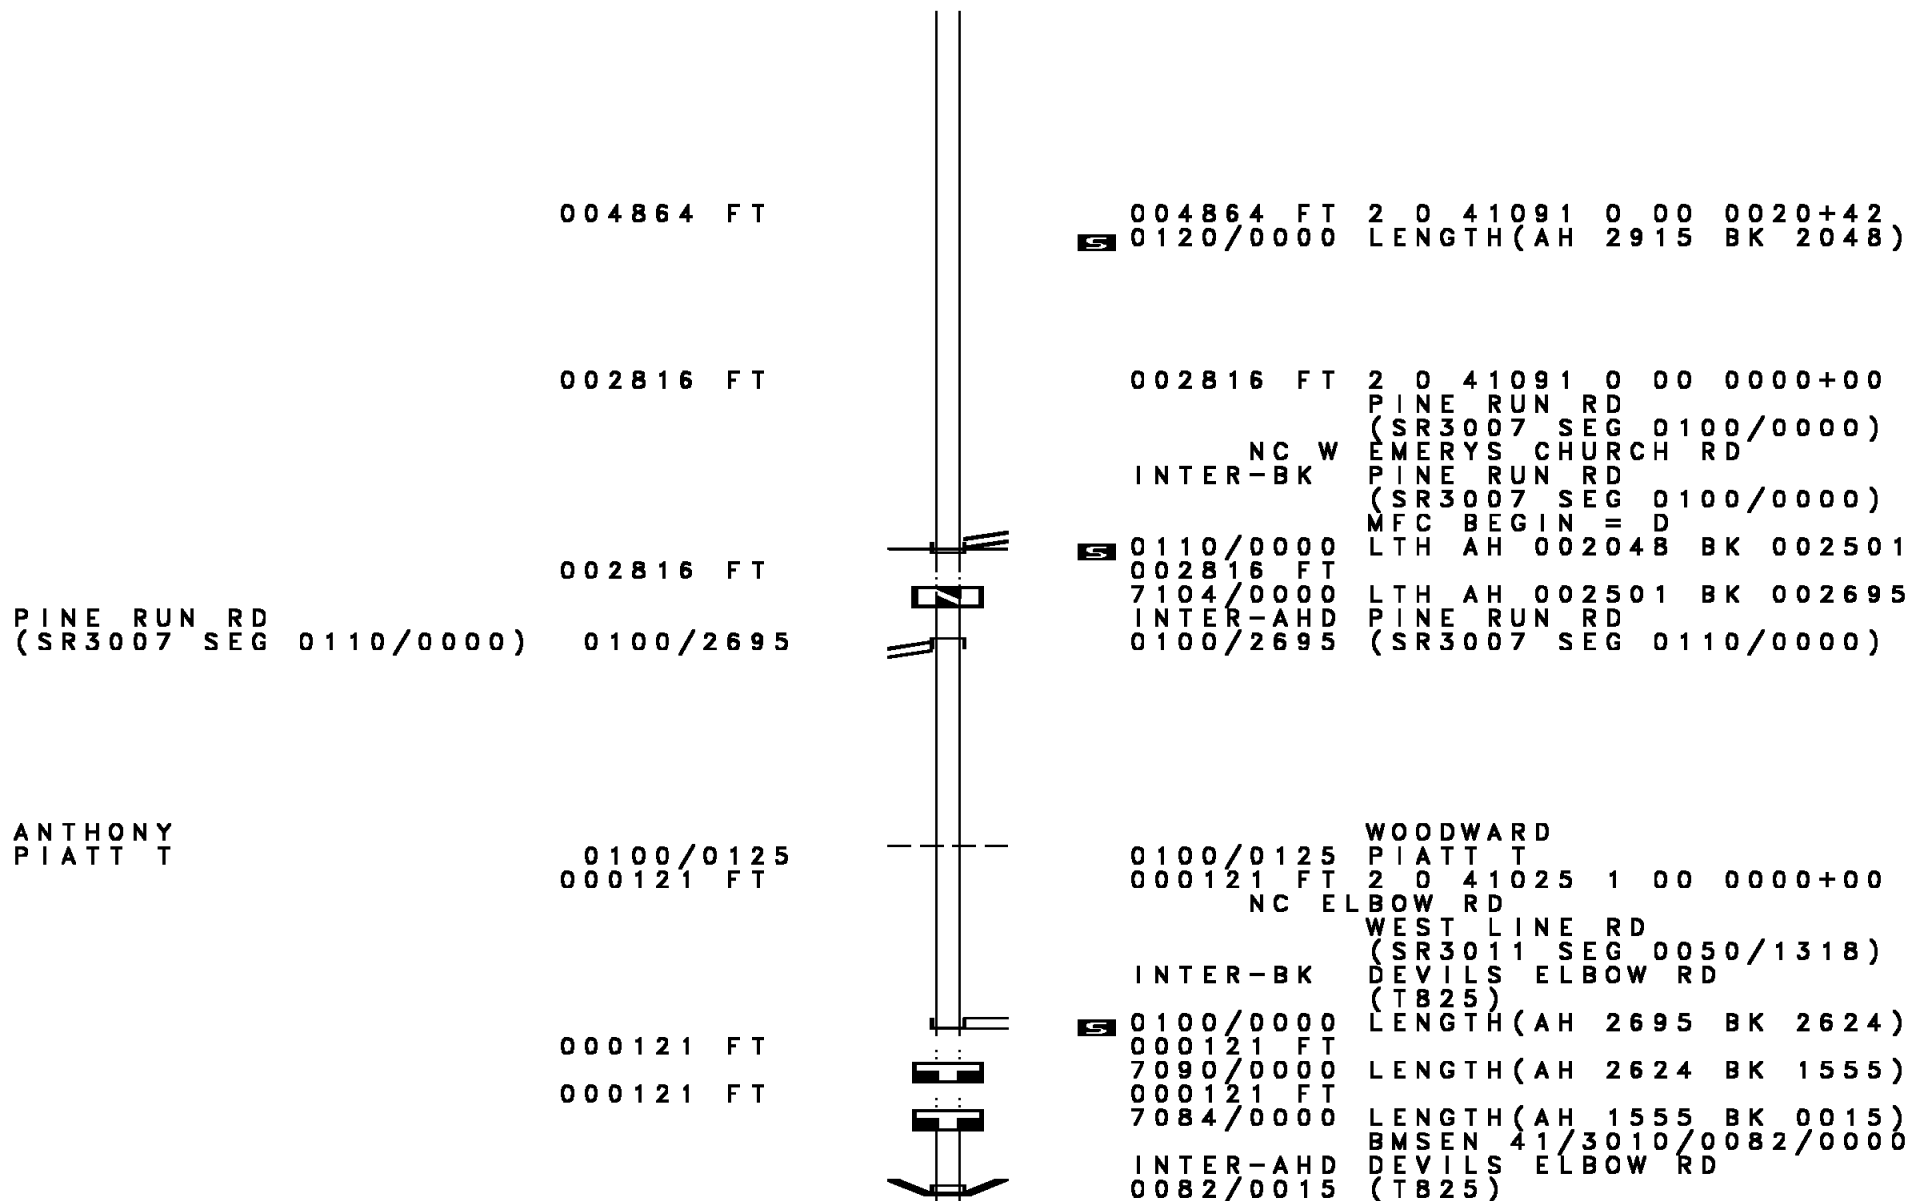 004864 FT 004864 FT 2 0 41091 0 00 0020+42
S 0120/0000 LENGTH(AH 2915 BK 2048)
002816 FT 002816 FT 2 0 41091 0 00 0000+00
PINE RUN RD
(SR3007 SEG 0100/0000)
NC W EMERYS CHURCH RD
INTER-BK PINE RUN RD
(SR3007 SEG 0100/0000)
MFC BEGIN = D
S 0110/0000 LTH AH 002048 BK 002501
002816 FT 002816 FT
7104/0000 LTH AH 002501 BK 002695
PINE RUN RD INTER-AHD PINE RUN RD
(SR3007 SEG 0110/0000) 0100/2695 0100/2695 (SR3007 SEG 0110/0000)
ANTHONY WOODWARD
PIATT T 0100/0125 0100/0125 PIATT T
000121 FT 000121 FT 2 0 41025 1 00 0000+00
NC ELBOW RD
WEST LINE RD
(SR3011 SEG 0050/1318)
INTER-BK DEVILS ELBOW RD
(T825)
S 0100/0000 LENGTH(AH 2695 BK 2624)
000121 FT 000121 FT
7090/0000 LENGTH(AH 2624 BK 1555)
000121 FT 000121 FT
7084/0000 LENGTH(AH 1555 BK 0015)
BMSEN 41/3010/0082/0000
INTER-AHD DEVILS ELBOW RD
0082/0015 (T825)